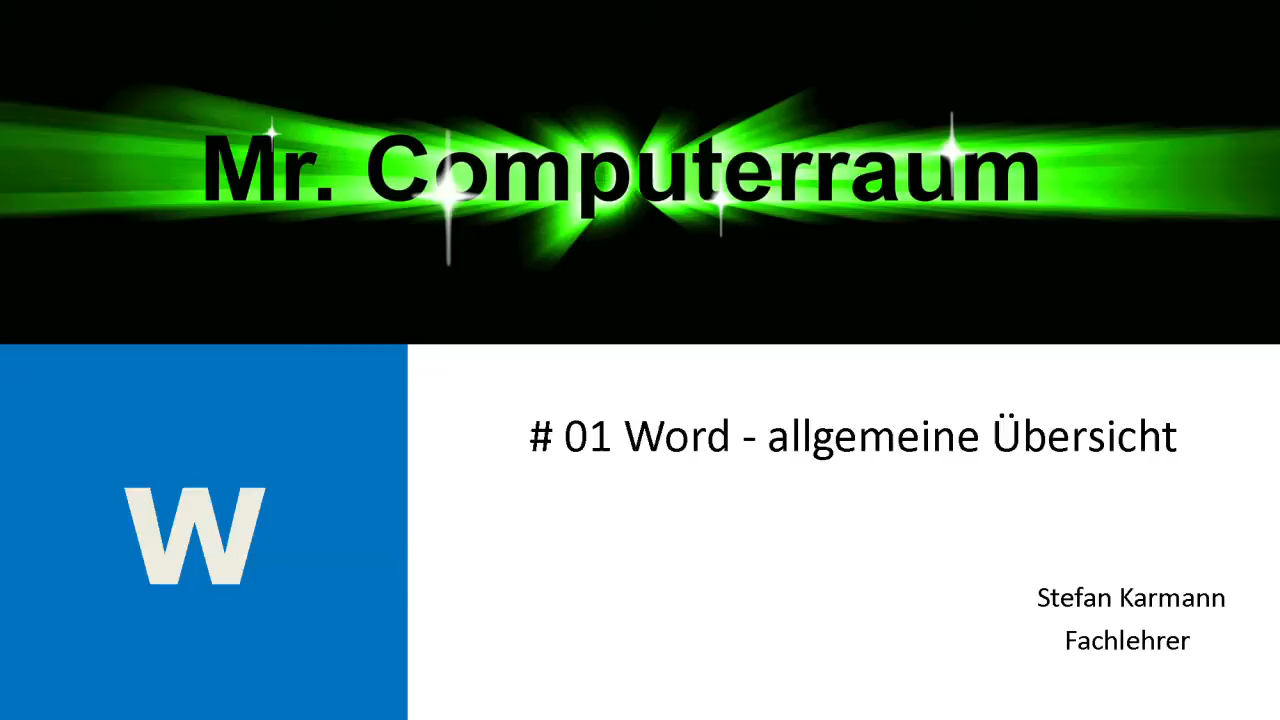 Mr. Computerraum
# 01 Word - allgemeine Übersicht
W
Stefan Karmann
Fachlehrer